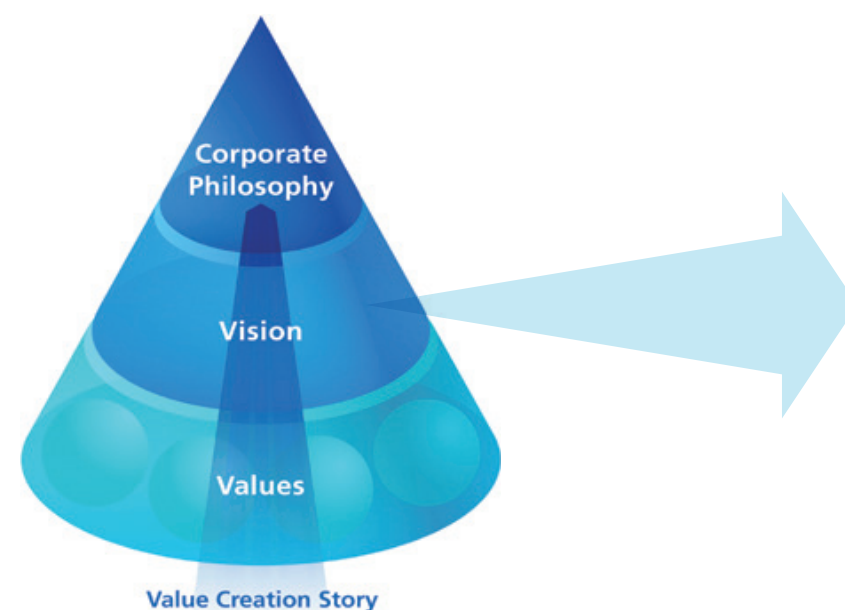 Corporate
Philosophy
Vision
Values
Value Creation Story